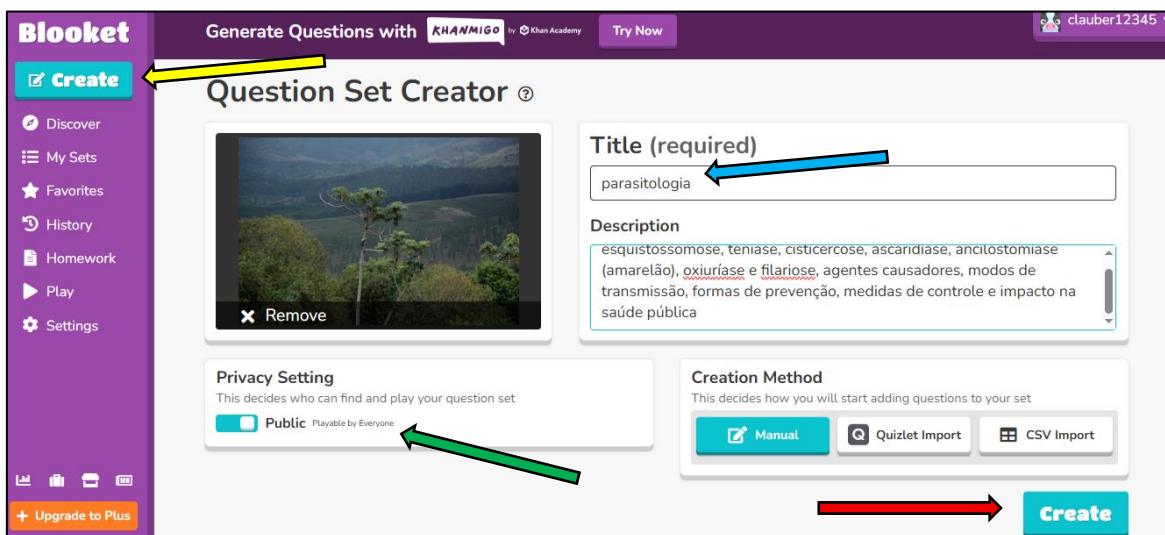 Blooket
Generate Questions with KHANMIGO by Khan Academy Try Now
clauber12345
Create
Discover
My Sets
Favorites
History
Homework
Play
Settings
Upgrade to Plus
Question Set Creator
Remove
Title (required)
parasitologia
Description
esquistossomose, teníase, cisticercose, ascaridíase, ancilostomíase
(amarelão), oxiuríase e filariose, agentes causadores, modos de
transmissão, formas de prevenção, medidas de controle e impacto na
saúde pública
Privacy Setting
This decides who can find and play your question set
Public Playable by Everyone
Creation Method
This decides how you will start adding questions to your set
Manual
Quizlet Import
CSV Import
Create